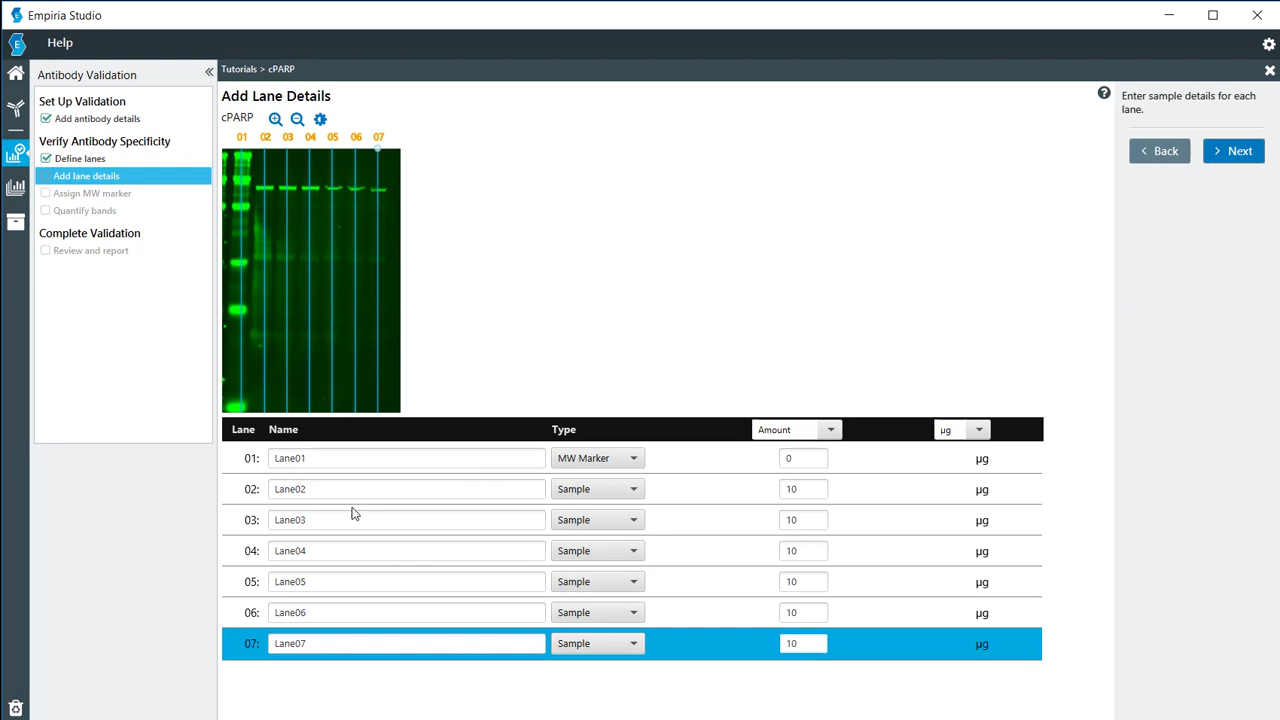 Empiria Studio
Help
Antibody Validation
Set Up Validation
Add antibody details
Verify Antibody Specificity
Define lanes
Add lane details
Assign MW marker
Quantify bands
Complete Validation
Review and report
Tutorials > cPARP
Add Lane Details
cPARP
01 02 03 04 05 06 07
Enter sample details for each
lane.
Back Next
Lane Name Type Amount µg
01: Lane01 MW Marker 0 µg
02: Lane02 Sample 10 µg
03: Lane03 Sample 10 µg
04: Lane04 Sample 10 µg
05: Lane05 Sample 10 µg
06: Lane06 Sample 10 µg
07: Lane07 Sample 10 µg